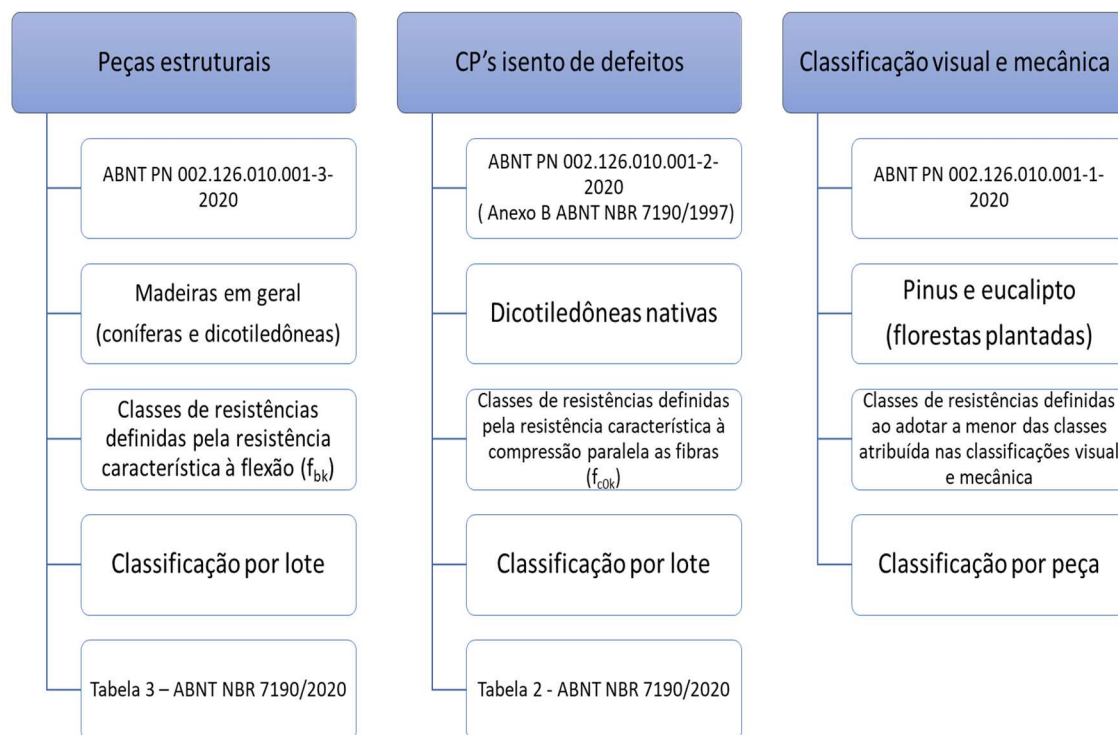 Peças estruturais
ABNT PN 002.126.010.001-3-
2020
Madeiras em geral
(coníferas e dicotiledôneas)
Classes de resistências
definidas pela resistência
característica à flexão (fbk)
Classificação por lote
Tabela 3 – ABNT NBR 7190/2020
CP's isento de defeitos
ABNT PN 002.126.010.001-2-
2020
( Anexo B ABNT NBR 7190/1997)
Dicotiledôneas nativas
Classes de resistências definidas
pela resistência característica à
compressão paralela as fibras
(fc0k)
Classificação por lote
Tabela 2 - ABNT NBR 7190/2020
Classificação visual e mecânica
ABNT PN 002.126.010.001-1-
2020
Pinus e eucalipto
(florestas plantadas)
Classes de resistências definidas
ao adotar a menor das classes
atribuída nas classificações visual
e mecânica
Classificação por peça